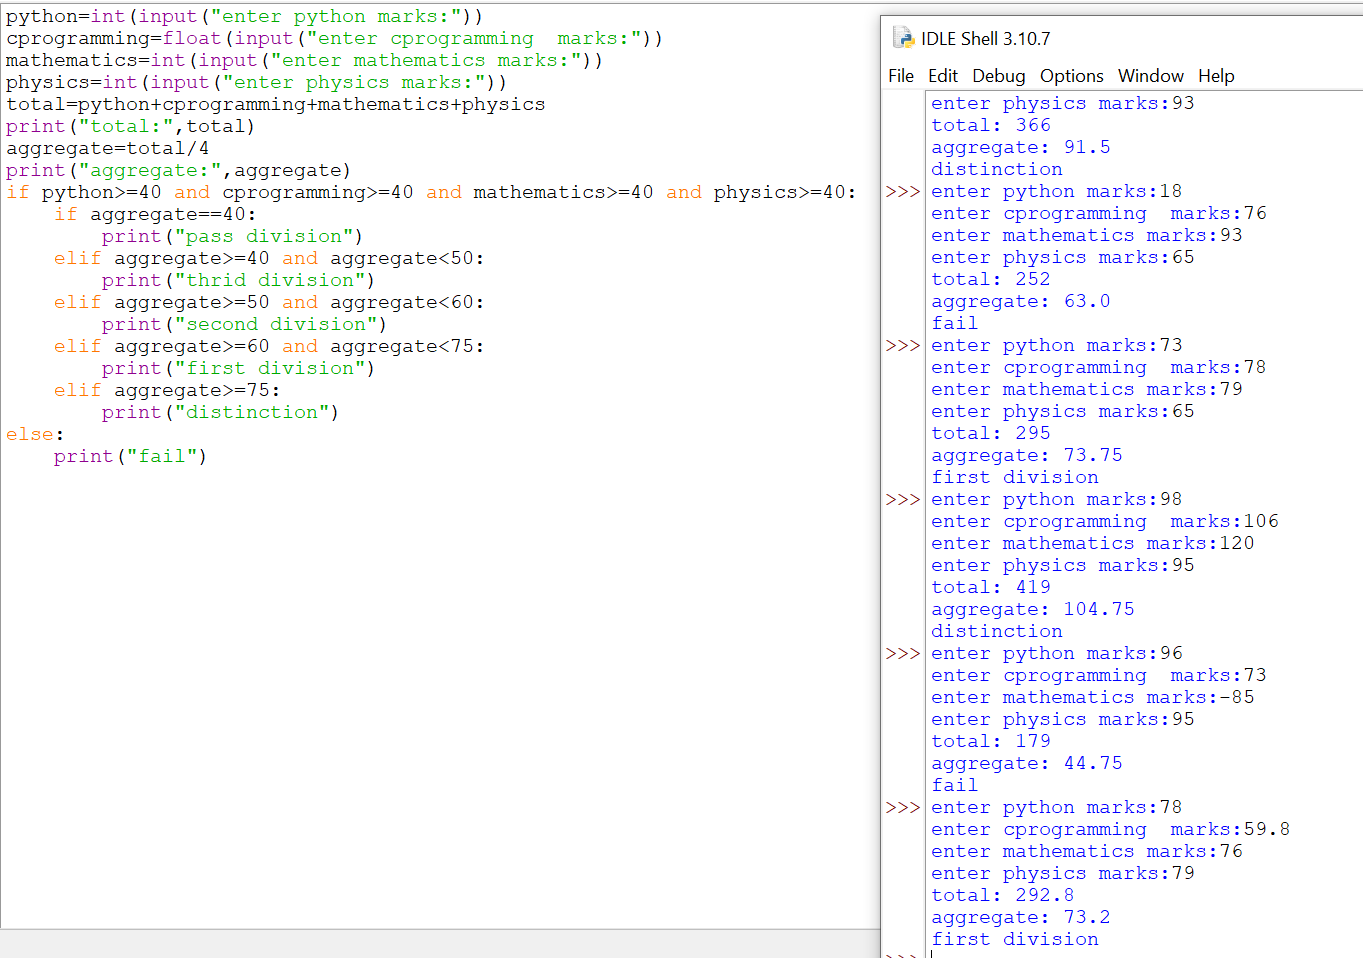 python=int(input("enter python marks:"))
cprogramming=float(input("enter cprogramming  marks:"))
mathematics=int(input("enter mathematics marks:"))
physics=int(input("enter physics marks:"))
total=python+cprogramming+mathematics+physics
print("total:",total)
aggregate=total/4
print("aggregate:",aggregate)
if python>=40 and cprogramming>=40 and mathematics>=40 and physics>=40:
    if aggregate==40:
        print("pass division")
    elif aggregate>=40 and aggregate<50:
        print("thrid division")
    elif aggregate>=50 and aggregate<60:
        print("second division")
    elif aggregate>=60 and aggregate<75:
        print("first division")
    elif aggregate>=75:
        print("distinction")
else:
    print("fail")
IDLE Shell 3.10.7
File Edit Debug Options Window Help
enter physics marks:93
total: 366
aggregate: 91.5
distinction
>>> enter python marks:18
enter cprogramming  marks:76
enter mathematics marks:93
enter physics marks:65
total: 252
aggregate: 63.0
fail
>>> enter python marks:73
enter cprogramming  marks:78
enter mathematics marks:79
enter physics marks:65
total: 295
aggregate: 73.75
first division
>>> enter python marks:98
enter cprogramming  marks:106
enter mathematics marks:120
enter physics marks:95
total: 419
aggregate: 104.75
distinction
>>> enter python marks:96
enter cprogramming  marks:73
enter mathematics marks:-85
enter physics marks:95
total: 179
aggregate: 44.75
fail
>>> enter python marks:78
enter cprogramming  marks:59.8
enter mathematics marks:76
enter physics marks:79
total: 292.8
aggregate: 73.2
first division
>>>